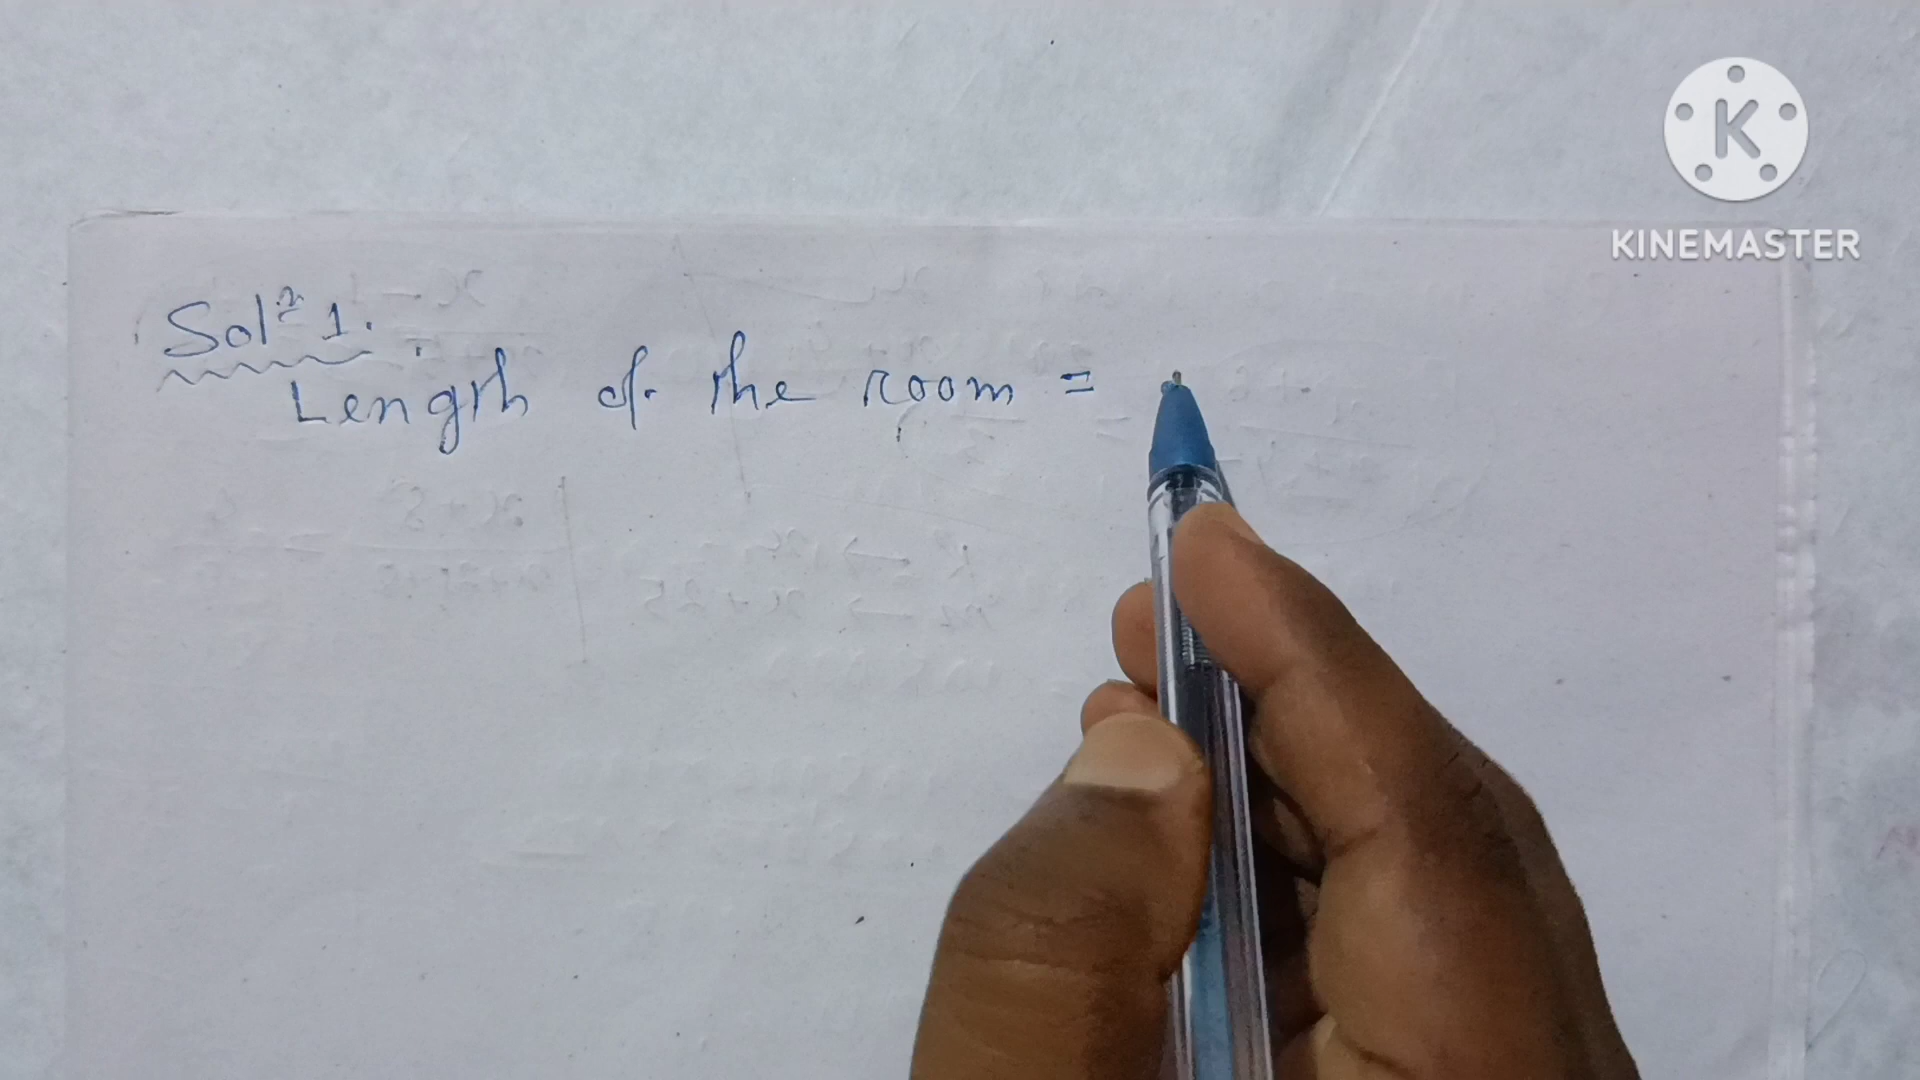 K
KINEMASTER
Solⁿ 1.
Length of the room =